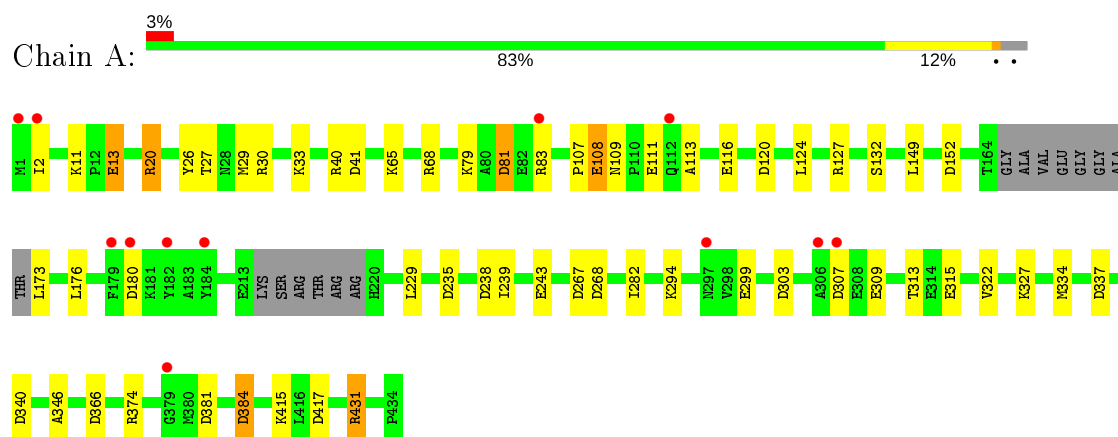 3%
Chain A:
83% 12% • •
M1 I2 K11 P12 E13 R20 Y26 T27 N28 M29 R30 K33 R40 D41 K65 R68 K79 A80 D81 E82 R83 P107 E108 N109 P110 E111 Q112 A113 E116 D120 L124 R127 S132 L149 D152 T164 GLY ALA VAL GLU GLY GLY ALA
THR L173 L176 F179 D180 K181 Y182 A183 Y184 E213 LYS SER ARG THR ARG ARG H220 L229 D235 D238 I239 E243 D267 D268 I282 K294 N297 V298 E299 D303 A306 D307 E308 E309 T313 E314 E315 V322 K327 M334 D337
D340 A346 D366 R374 G379 M380 D381 D384 K415 L416 D417 R431 P434